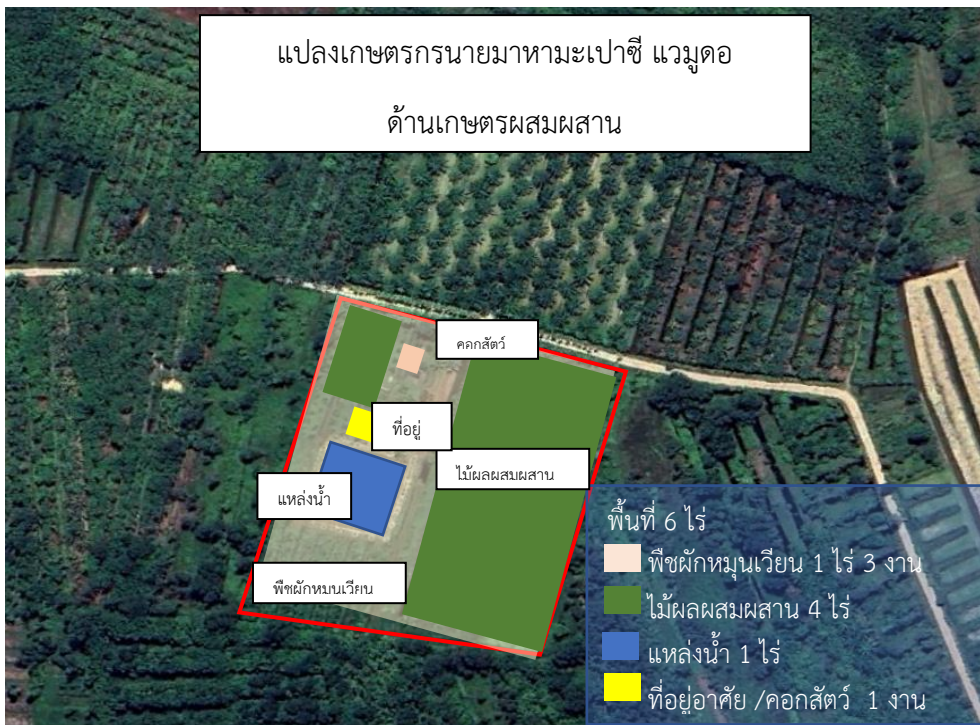 แปลงเกษตรกรนายมาหามะเปาซี แวมูดอ
ด้านเกษตรผสมผสาน
คอกสัตว์
ที่อยู่
ไม้ผลผสมผสาน
แหล่งน้ำ
พืชผักหมนเวียน
พื้นที่ 6 ไร่
พืชผักหมุนเวียน 1 ไร่ 3 งาน
ไม้ผลผสมผสาน 4 ไร่
แหล่งน้ำ 1 ไร่
ที่อยู่อาศัย /คอกสัตว์ 1 งาน